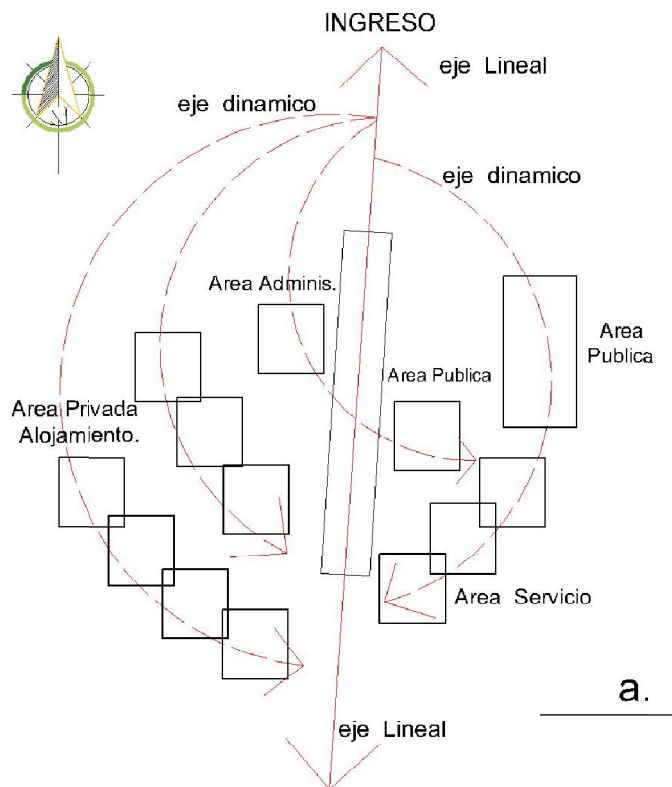 INGRESO
eje Lineal
eje dinamico
eje dinamico
Area Adminis.
Area
Publica
Area Publica
Area Privada
Alojamiento.
Area Servicio
a.
eje Lineal